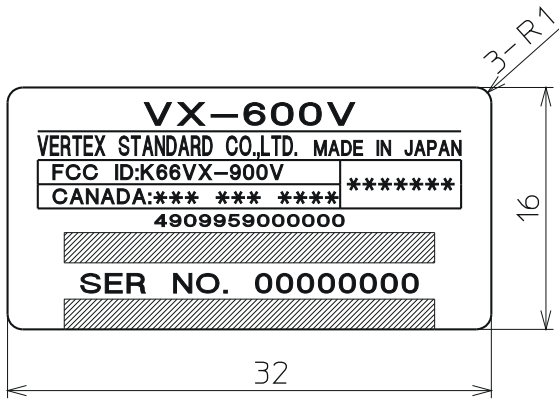 3-R1
VX-600V
VERTEX STANDARD CO.,LTD. MADE IN JAPAN
FCC ID:K66VX-900V
*******
CANADA:*** *** ****
4909959000000
SER NO. 00000000
16
32